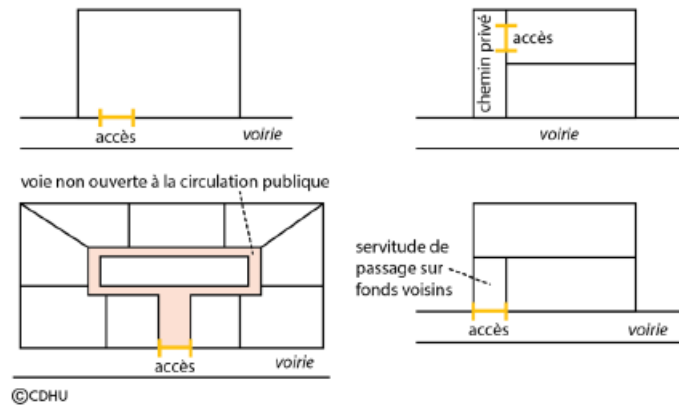 accès
voirie
chemin privé
accès
voirie
voie non ouverte à la circulation publique
accès
voirie
servitude de
passage sur
fonds voisins
accès
voirie
©CDHU